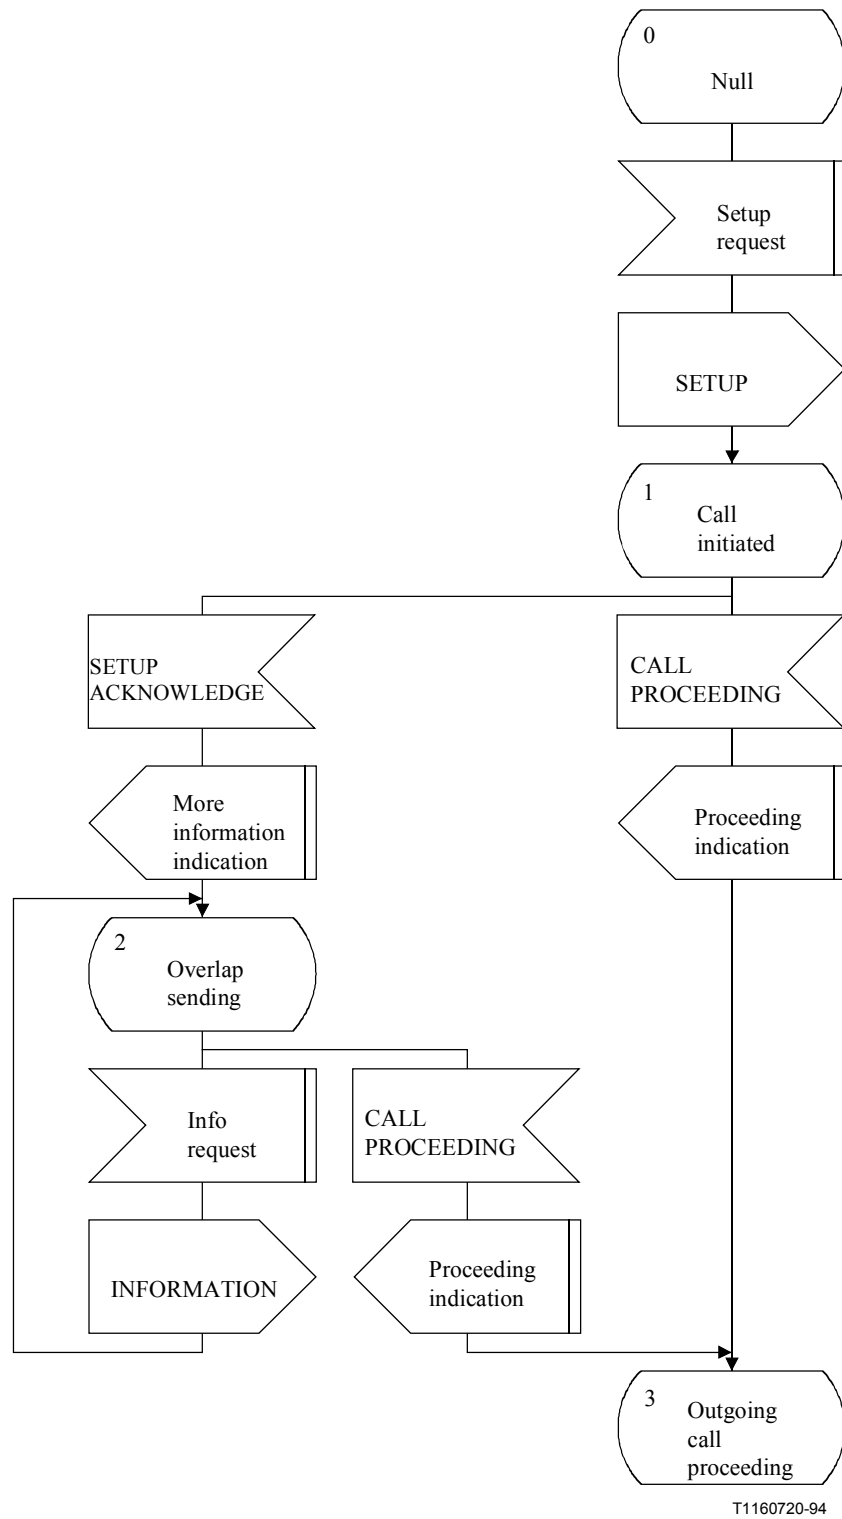 0
Null
Setup
request
SETUP
1
Call
initiated
SETUP
ACKNOWLEDGE
CALL
PROCEEDING
More
information
indication
Proceeding
indication
2
Overlap
sending
Info
request
CALL
PROCEEDING
INFORMATION
Proceeding
indication
3
Outgoing
call
proceeding
T1160720-94